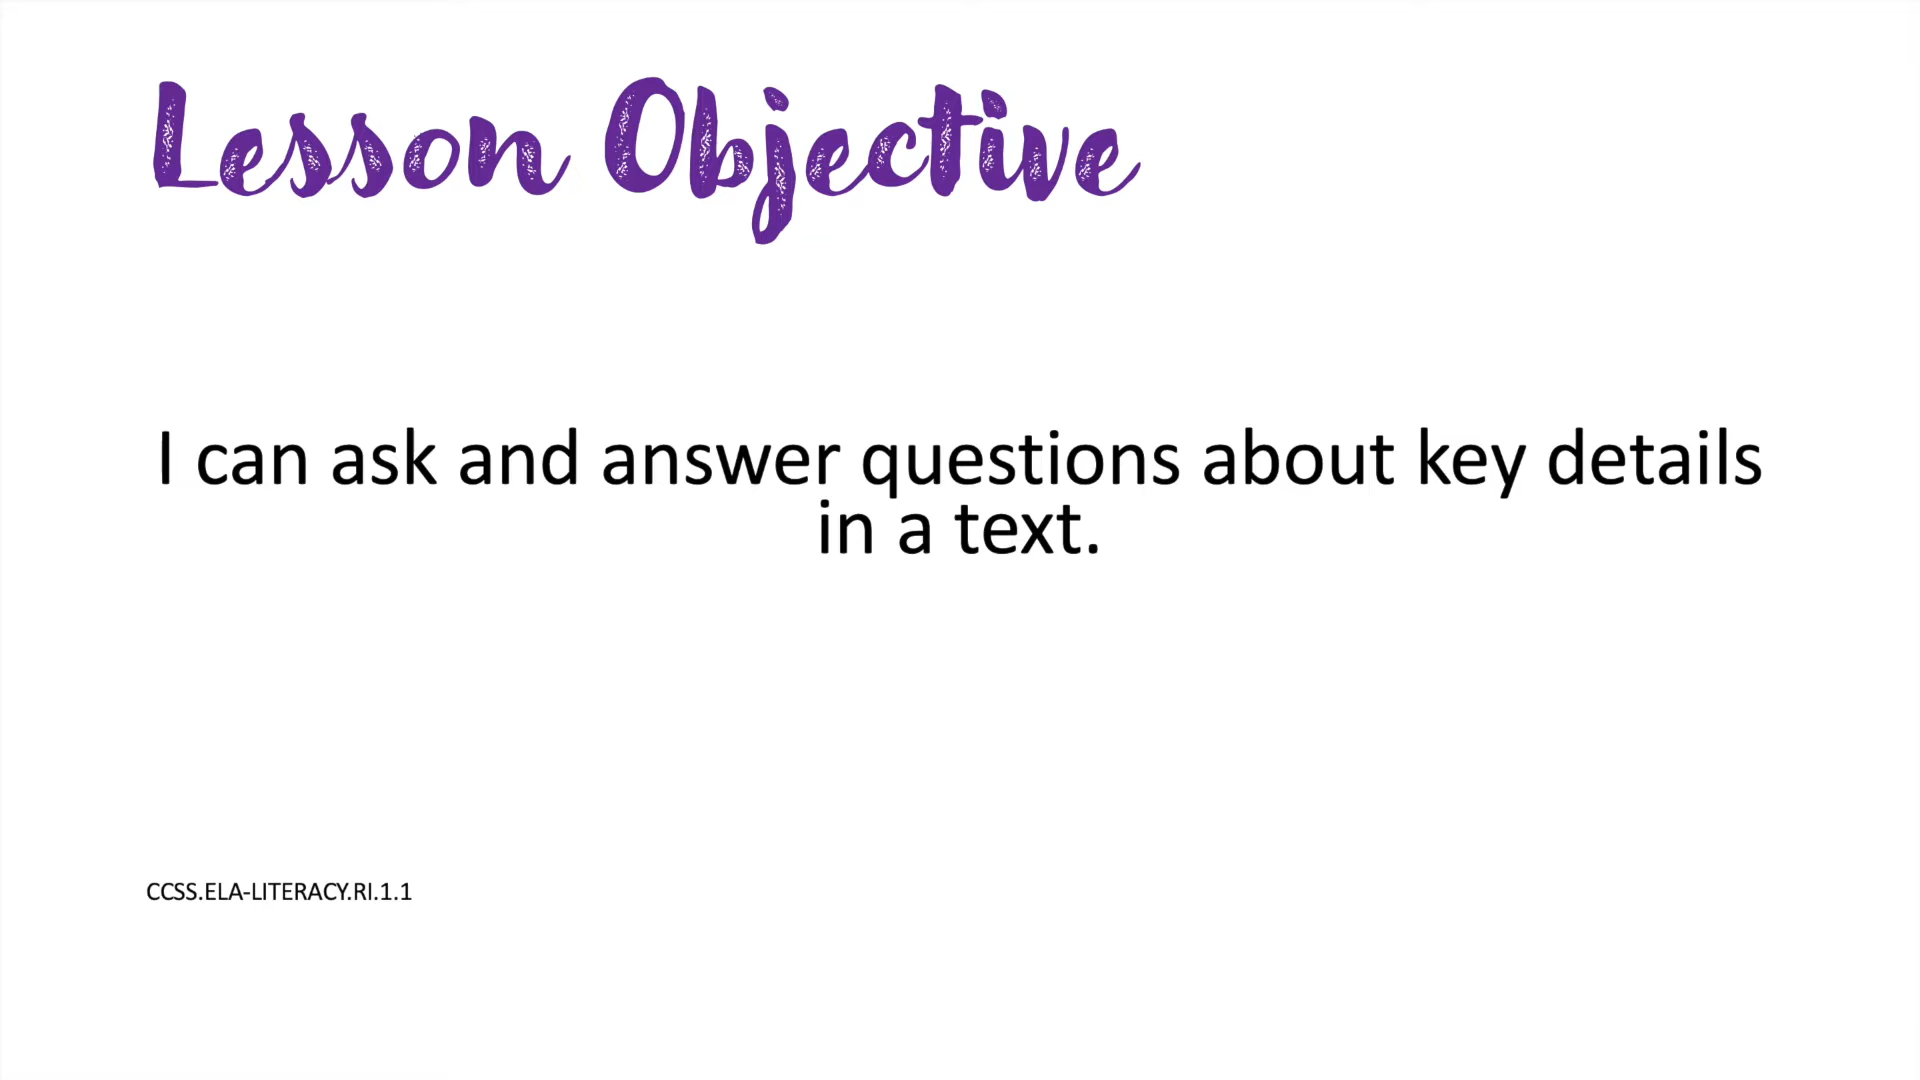 Lesson Objective
I can ask and answer questions about key details
in a text.
CCSS.ELA-LITERACY.RI.1.1